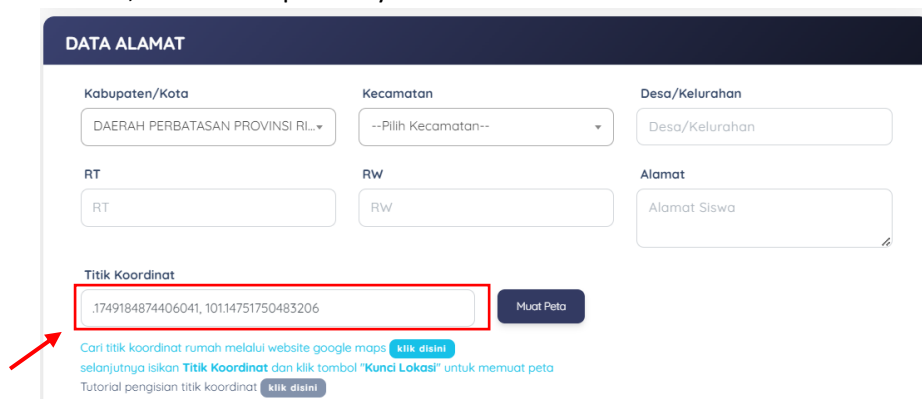 DATA ALAMAT
Kabupaten/Kota Kecamatan Desa/Kelurahan
DAERAH PERBATASAN PROVINSI RI... --Pilih Kecamatan-- Desa/Kelurahan
RT RW Alamat
RT RW Alamat Siswa
Titik Koordinat
.1749184874406041, 101.14751750483206 Muat Peta
Cari titik koordinat rumah melalui website google maps klik disini
selanjutnya isikan Titik Koordinat dan klik tombol "Kunci Lokasi" untuk memuat peta
Tutorial pengisian titik koordinat klik disini